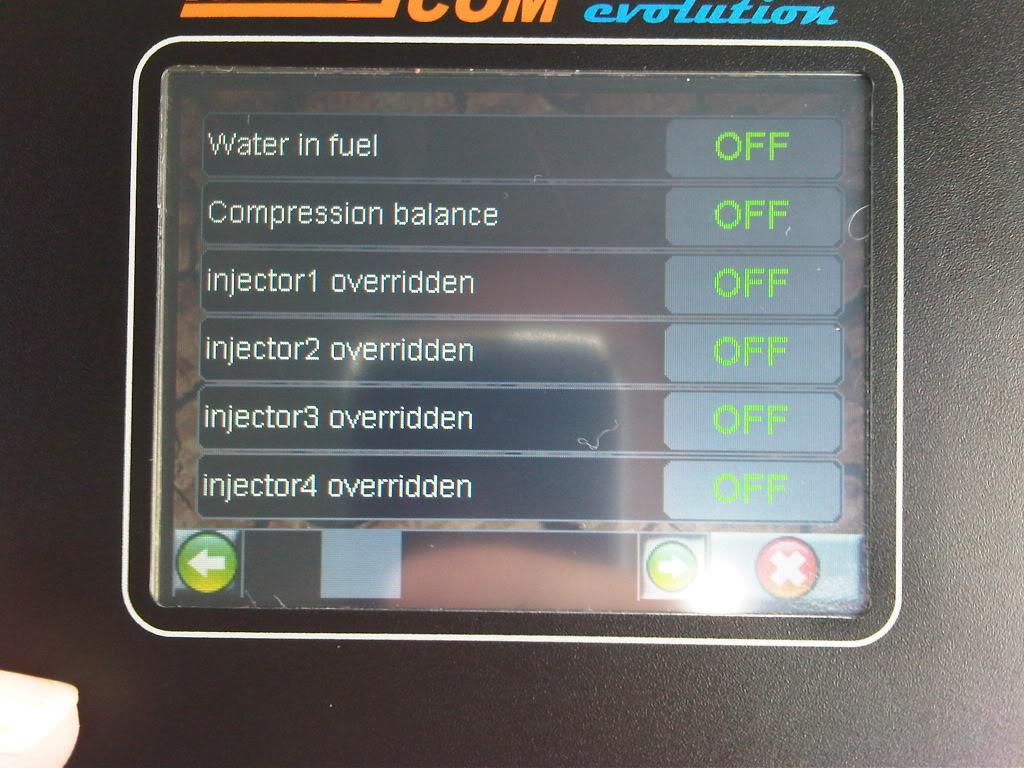 COM evolution
Water in fuel OFF
Compression balance OFF
injector1 overridden OFF
injector2 overridden OFF
injector3 overridden OFF
injector4 overridden OFF